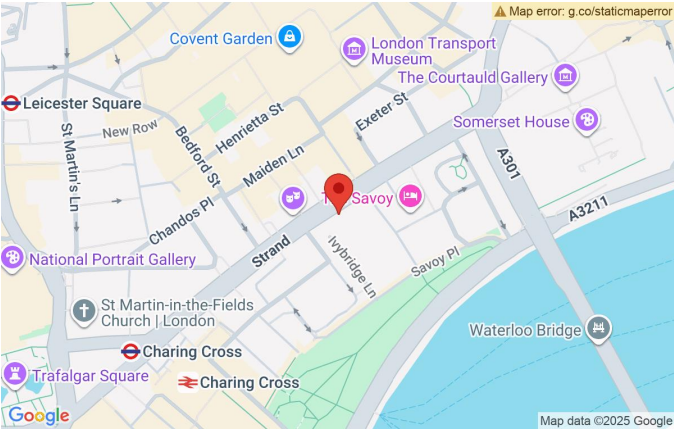 Map error: g.co/staticmaperror
Covent Garden
London Transport
Museum
The Courtauld Gallery
Leicester Square
Exeter St
Somerset House
New Row
Henrietta St
St Martin's Ln
Bedford St
Maiden Ln
A301
Savoy
A3211
Chandos Pl
Strand
Ivybridge Ln
Savoy Pl
National Portrait Gallery
St Martin-in-the-Fields
Church | London
Waterloo Bridge
Charing Cross
Trafalgar Square
Charing Cross
Google
Map data ©2025 Google